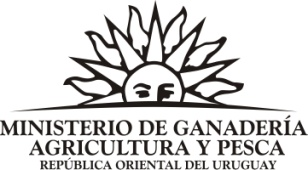 MINISTERIO DE GANADERÍA
AGRICULTURA Y PESCA
REPÚBLICA ORIENTAL DEL URUGUAY